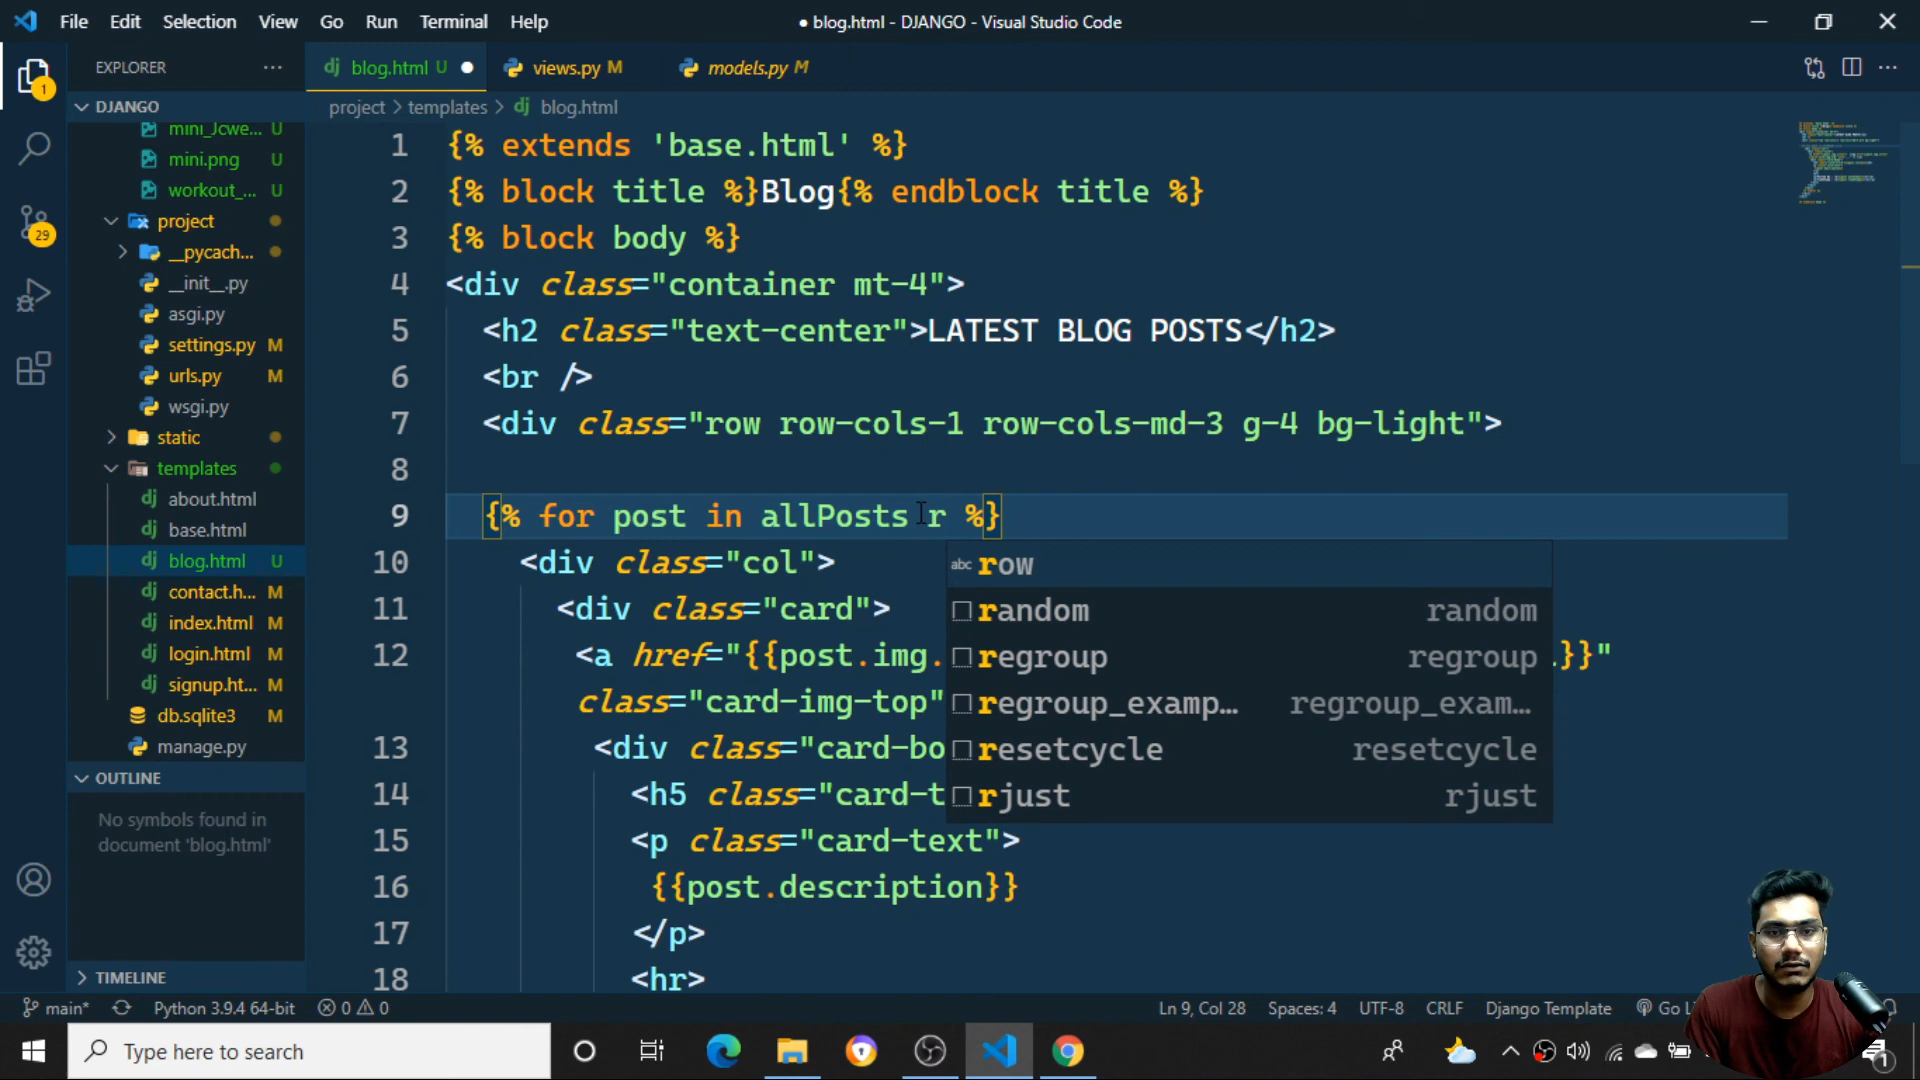 File Edit Selection View Go Run Terminal Help
● blog.html - DJANGO - Visual Studio Code
EXPLORER
blog.html U
views.py M
models.py M
1
DJANGO
project > templates > blog.html
mini_Jcwe... U
mini.png U
workout_... U
project
__pycach...
__init__.py
asgi.py
settings.py M
urls.py M
wsgi.py
static
templates
about.html
base.html
blog.html U
contact.h... M
index.html M
login.html M
signup.ht... M
db.sqlite3 M
manage.py
29
OUTLINE
No symbols found in
document 'blog.html'
TIMELINE
1 {% extends 'base.html' %}
2 {% block title %}Blog{% endblock title %}
3 {% block body %}
4 <div class="container mt-4">
5 <h2 class="text-center">LATEST BLOG POSTS</h2>
6 <br />
7 <div class="row row-cols-1 row-cols-md-3 g-4 bg-light">
8
9 {% for post in allPosts r %}
10 <div class="col">
11 <div class="card">
12 <a href="{{post.img. }}"
class="card-img-top"
13 <div class="card-bo
14 <h5 class="card-t
15 <p class="card-text">
16 {{post.description}}
17 </p>
18 <hr>
abc row
random random
regroup regroup
regroup_examp... regroup_exam...
resetcycle resetcycle
rjust rjust
main* Python 3.9.4 64-bit 0 0
Ln 9, Col 28 Spaces: 4 UTF-8 CRLF Django Template Go Li
Type here to search
1